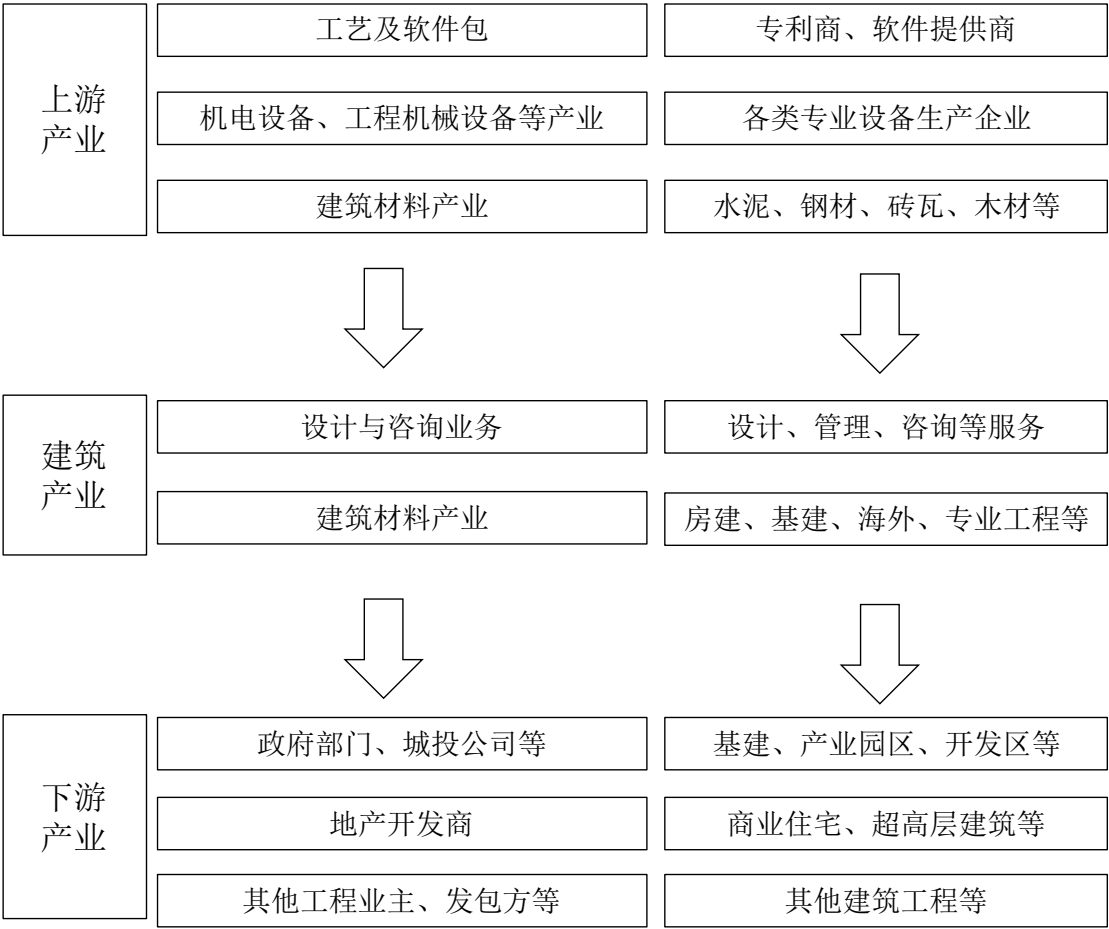 上游
产业
工艺及软件包
专利商、软件提供商
机电设备、工程机械设备等产业
各类专业设备生产企业
建筑材料产业
水泥、钢材、砖瓦、木材等
建筑
产业
设计与咨询业务
设计、管理、咨询等服务
建筑材料产业
房建、基建、海外、专业工程等
下游
产业
政府部门、城投公司等
基建、产业园区、开发区等
地产开发商
商业住宅、超高层建筑等
其他工程业主、发包方等
其他建筑工程等